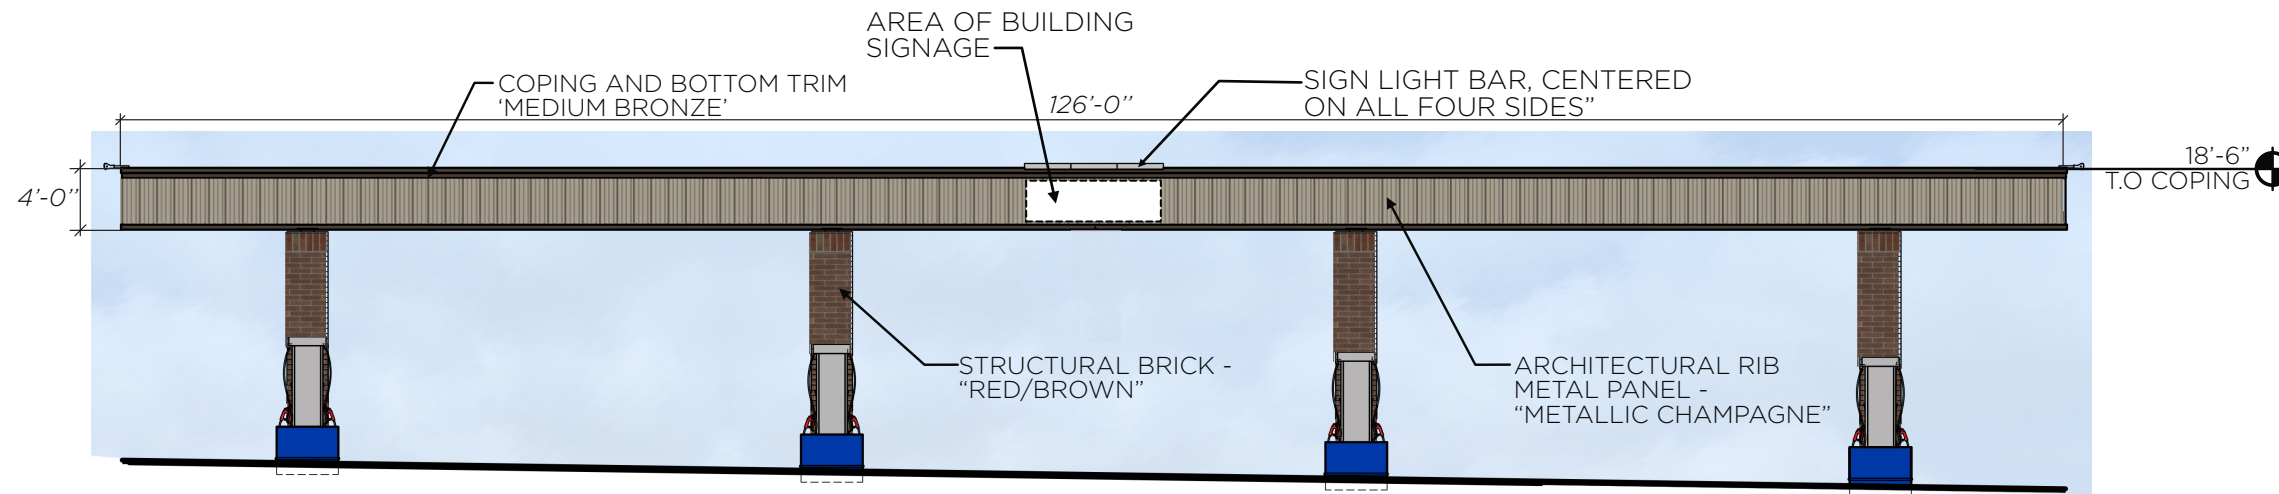 AREA OF BUILDING
SIGNAGE
COPING AND BOTTOM TRIM
‘MEDIUM BRONZE’
126’-0”
SIGN LIGHT BAR, CENTERED
ON ALL FOUR SIDES”
18’-6”
T.O COPING
4’-0”
STRUCTURAL BRICK -
“RED/BROWN”
ARCHITECTURAL RIB
METAL PANEL -
“METALLIC CHAMPAGNE”